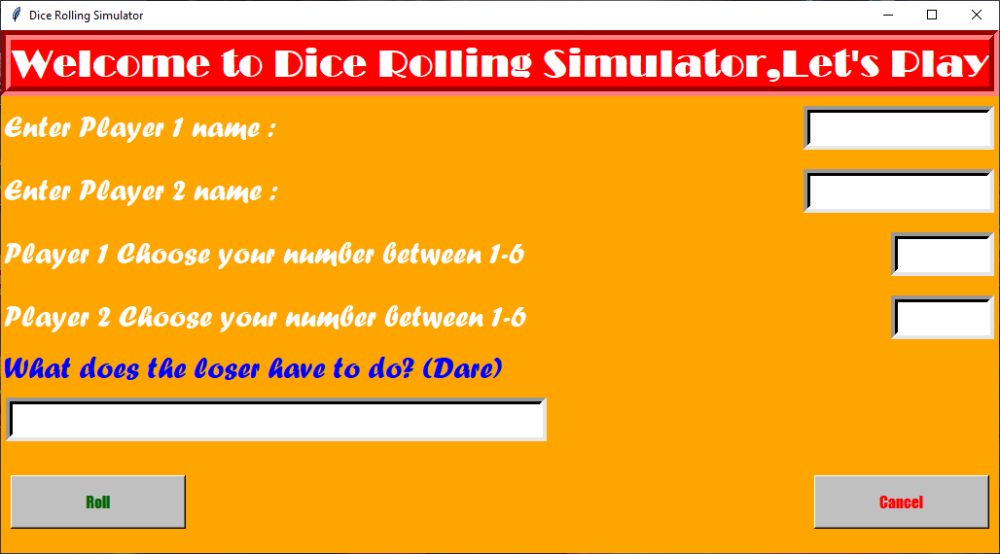 Dice Rolling Simulator
Welcome to Dice Rolling Simulator,Let's Play
Enter Player 1 name :
Enter Player 2 name :
Player 1 Choose your number between 1-6
Player 2 Choose your number between 1-6
What does the loser have to do? (Dare)
Roll
Cancel